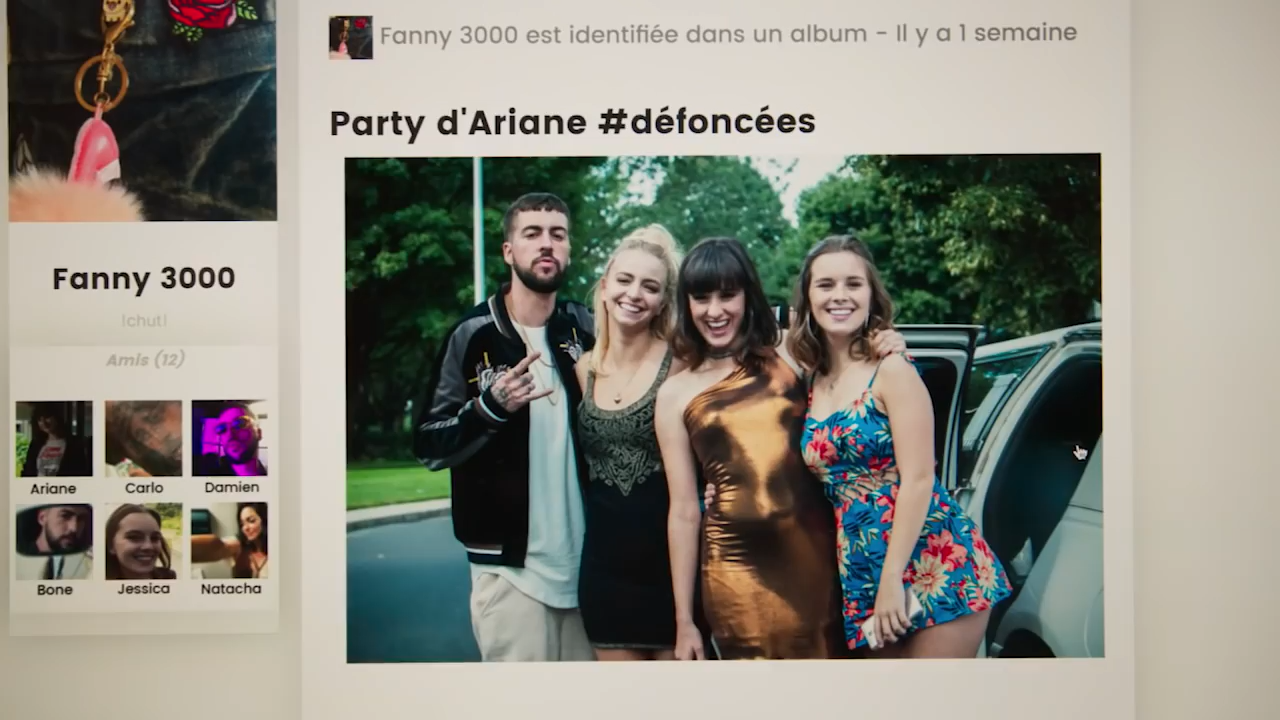 Fanny 3000 est identifiée dans un album - Il y a 1 semaine
Party d'Ariane #défoncées
Fanny 3000
!chut!
Amis (12)
Ariane Carlo Damien
Bone Jessica Natacha